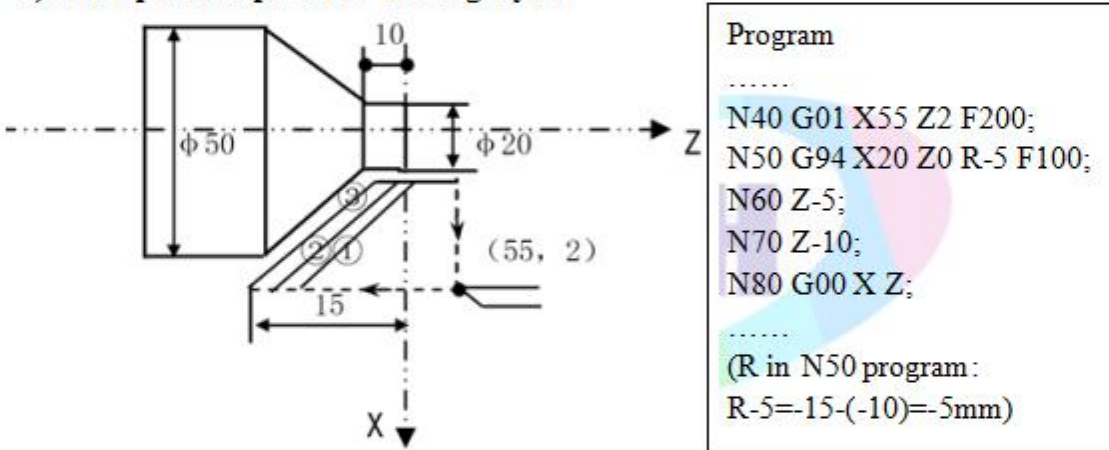 10
φ50
φ20
Z
③
②①
(55, 2)
15
X
Program
……
N40 G01 X55 Z2 F200;
N50 G94 X20 Z0 R-5 F100;
N60 Z-5;
N70 Z-10;
N80 G00 X Z;
……
(R in N50 program:
R-5=-15-(-10)=-5mm)